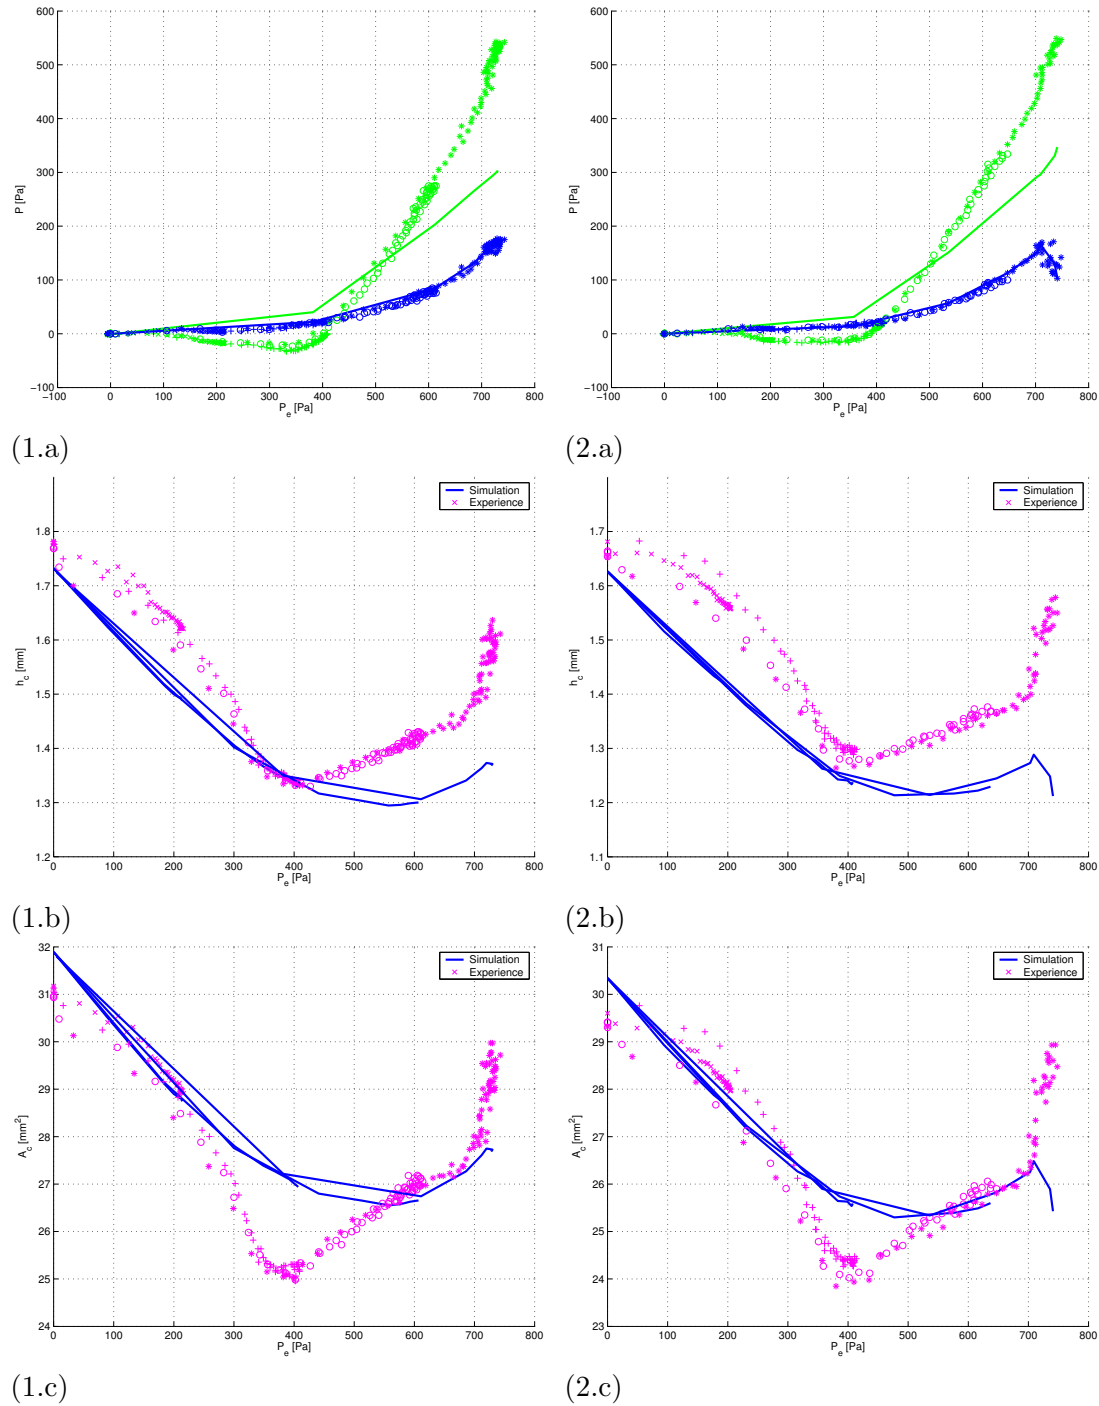 600
500
400
300
200
100
0
−100
−100 0 100 200 300 400 500 600 700 800
P [Pa]
P_e [Pa]
(1.a)
600
500
400
300
200
100
0
−100
−100 0 100 200 300 400 500 600 700 800
P [Pa]
P_e [Pa]
(2.a)
Simulation
Experience
1.8
1.7
1.6
1.5
1.4
1.3
1.2
0 100 200 300 400 500 600 700 800
h_c [mm]
P_e [Pa]
(1.b)
Simulation
Experience
1.7
1.6
1.5
1.4
1.3
1.2
1.1
0 100 200 300 400 500 600 700 800
h_c [mm]
P_e [Pa]
(2.b)
Simulation
Experience
32
31
30
29
28
27
26
25
24
0 100 200 300 400 500 600 700 800
A_c [mm²]
P_e [Pa]
(1.c)
Simulation
Experience
31
30
29
28
27
26
25
24
23
0 100 200 300 400 500 600 700 800
A_c [mm²]
P_e [Pa]
(2.c)